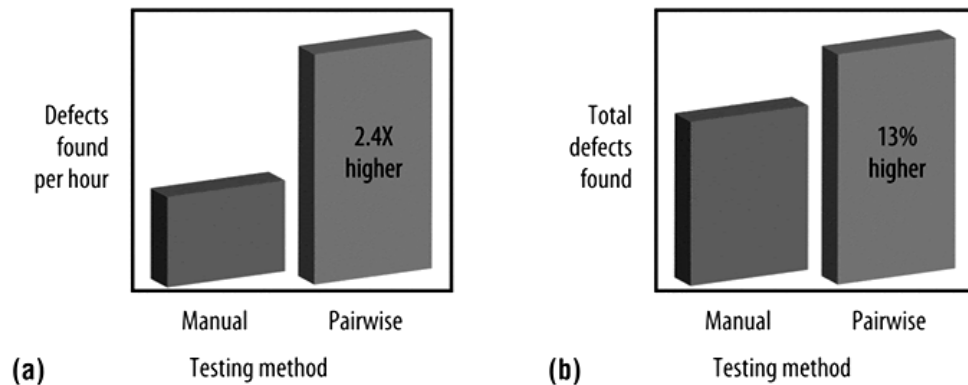 Defects
found
per hour
2.4X
higher
Manual
Pairwise
(a)
Testing method
Total
defects
found
13%
higher
Manual
Pairwise
(b)
Testing method